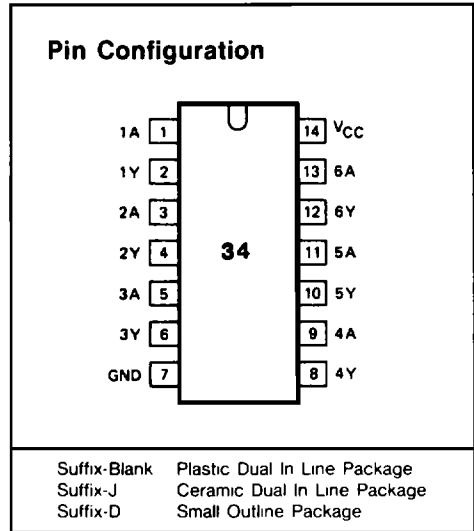 Pin Configuration
1A 1 14 VCC
1Y 2 13 6A
2A 3 12 6Y
2Y 4 34 11 5A
3A 5 10 5Y
3Y 6 9 4A
GND 7 8 4Y
Suffix-Blank Plastic Dual In Line Package
Suffix-J Ceramic Dual In Line Package
Suffix-D Small Outline Package